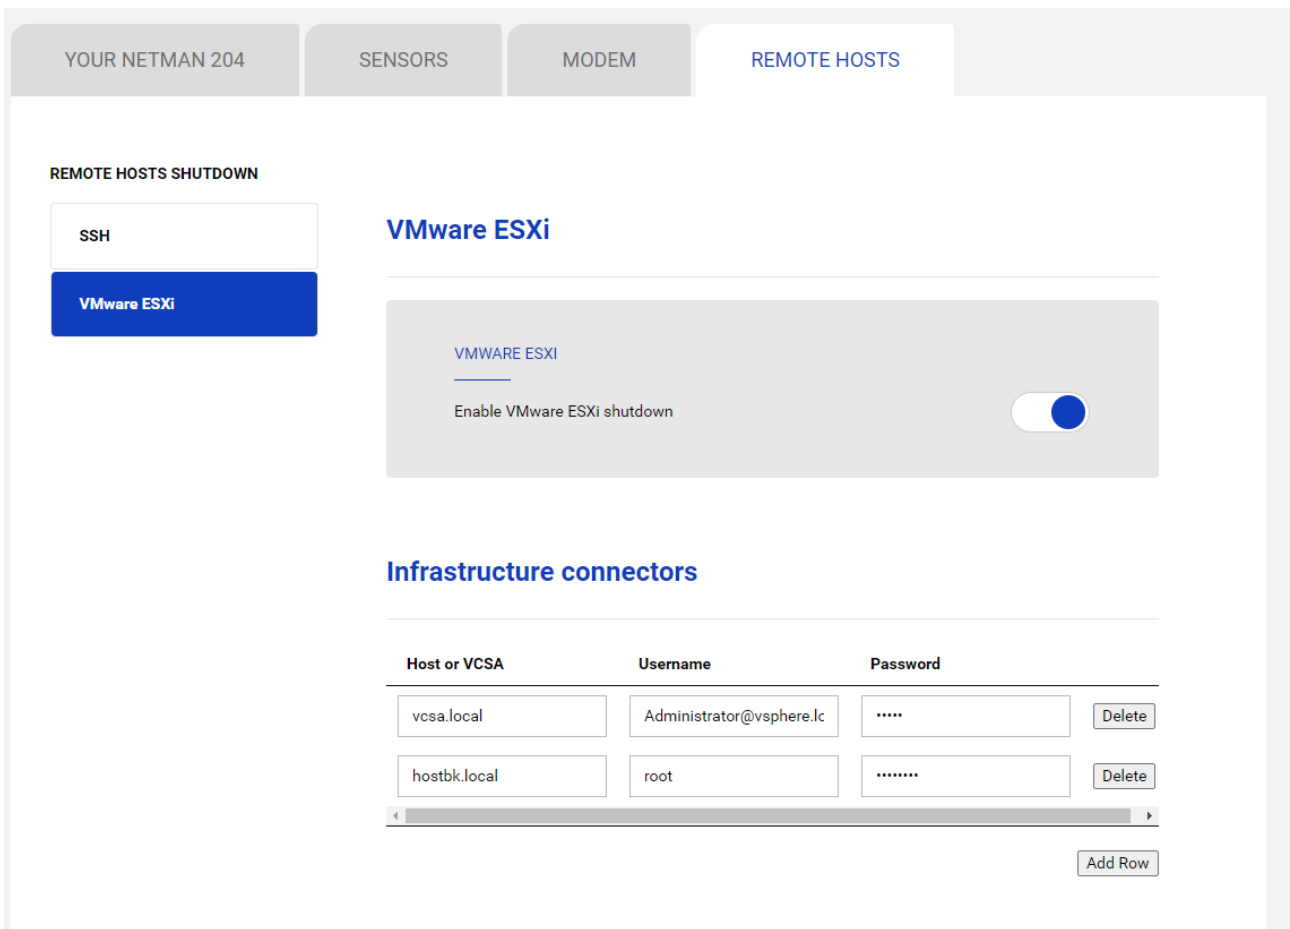 YOUR NETMAN 204 SENSORS MODEM REMOTE HOSTS
REMOTE HOSTS SHUTDOWN
SSH
VMware ESXi
VMware ESXi
VMWARE ESXI
Enable VMware ESXi shutdown
Infrastructure connectors
Host or VCSA Username Password
vcsa.local Administrator@vsphere.lc ••••• Delete
hostbk.local root •••••••• Delete
Add Row